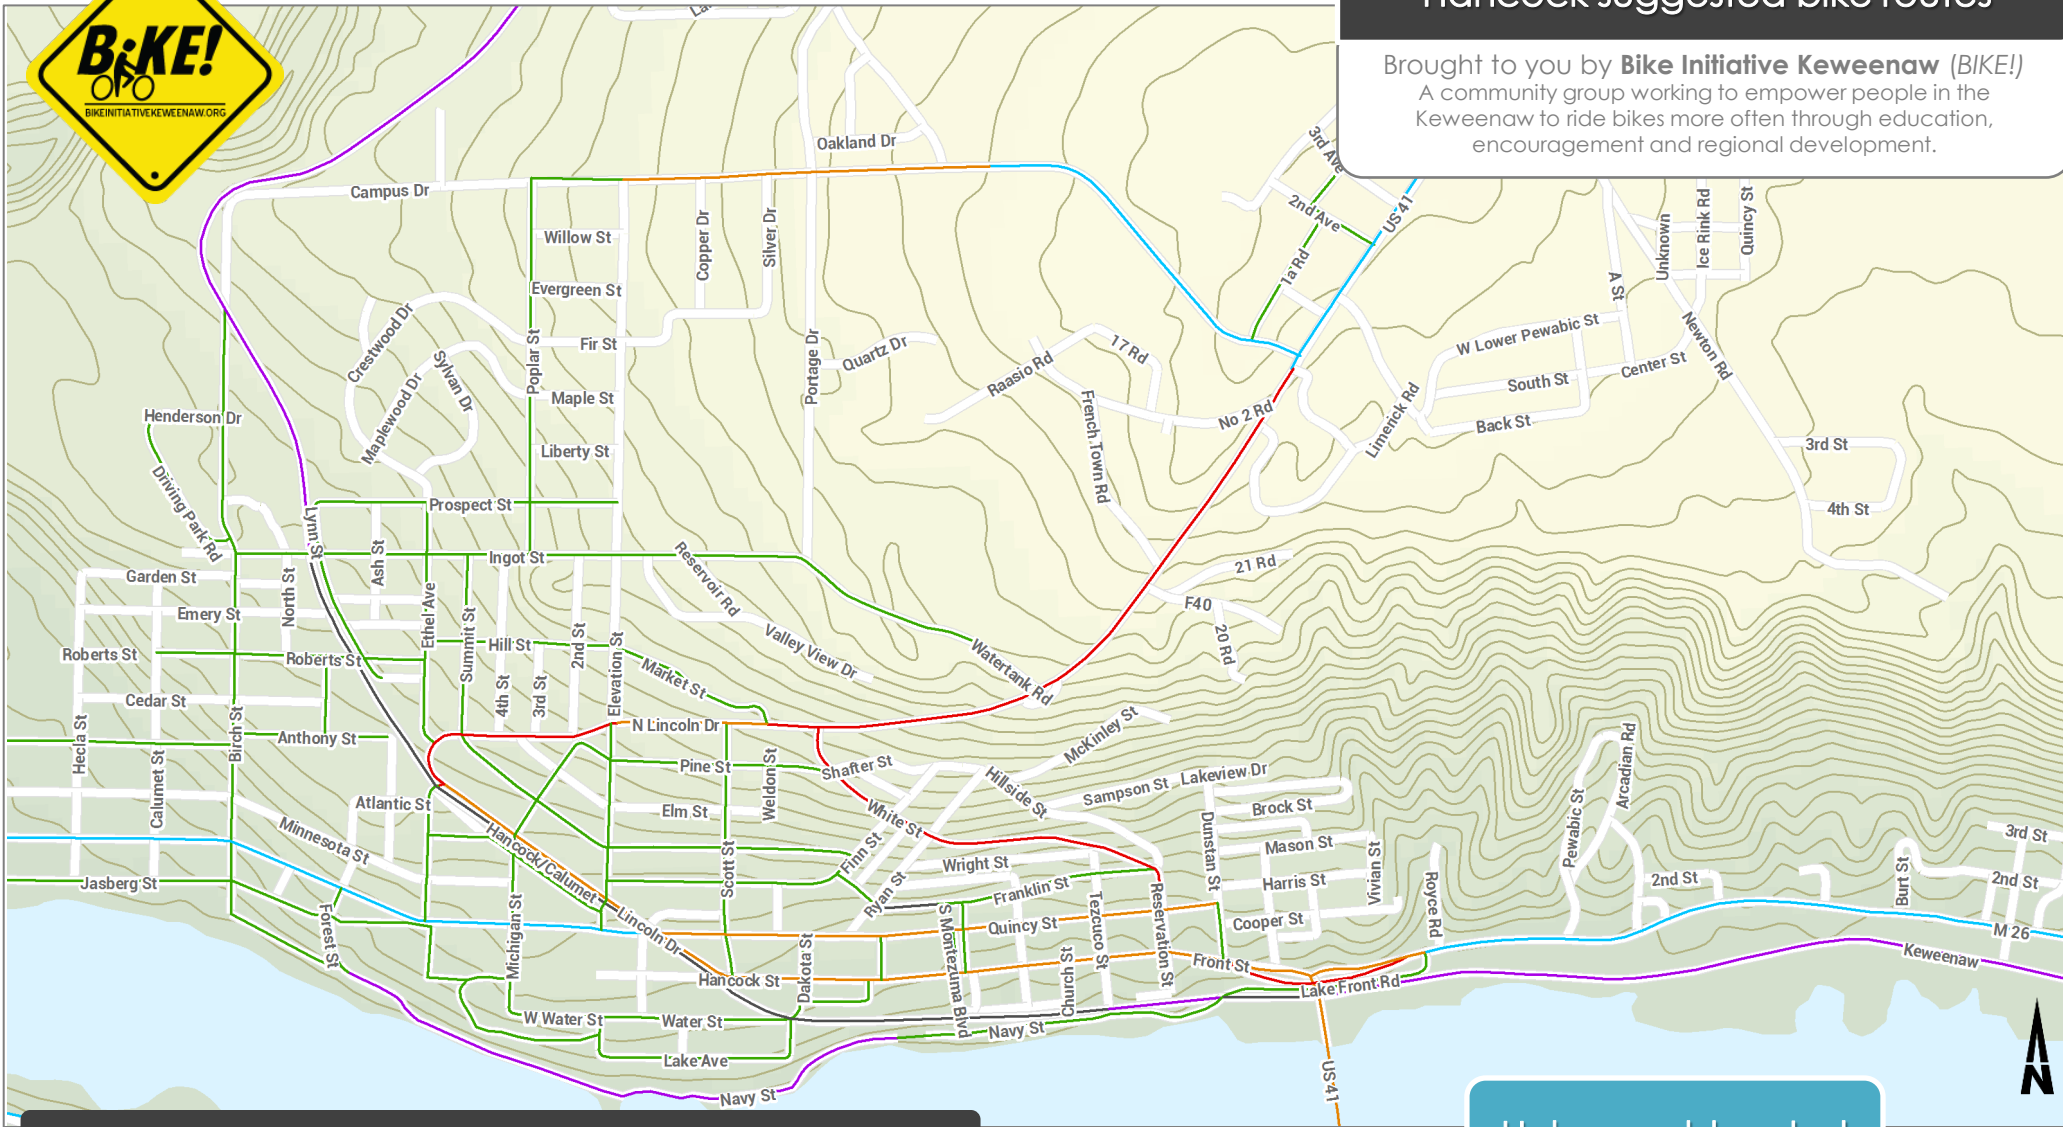 Hancock suggested bike routes
Brought to you by Bike Initiative Keweenaw (BIKE!)
A community group working to empower people in the
Keweenaw to ride bikes more often through education,
encouragement and regional development.
BiKE!
BIKEINITIATIVEKEWEENAW.ORG
Oakland Dr
3rd Ave
Campus Dr
2nd Ave
US 41
Willow St
Copper Dr
Silver Dr
Unknown
Ice Rink Rd
Quincy St
1a Rd
A St
Evergreen St
Crestwood Dr
Fir St
Poplar St
Portage Dr
Quartz Dr
17 Rd
Raasio Rd
W Lower Pewabic St
Newton Rd
Sylvan Dr
Maplewood Dr
Maple St
South St
Center St
Henderson Dr
No 2 Rd
Limerick Rd
Back St
French Town Rd
Liberty St
3rd St
Driving Park Rd
Prospect St
4th St
Lynn St
Ash St
Ingot St
Reservoir Rd
21 Rd
Garden St
North St
Emery St
Ethel Ave
Summit St
F40
20 Rd
Roberts St
Roberts St
Hill St
2nd St
Elevation St
Market St
Valley View Dr
Watertank Rd
Cedar St
4th St
3rd St
Hecla St
Birch St
Anthony St
N Lincoln Dr
McKinley St
Calumet St
Pine St
Weldon St
Shafter St
Hillside St
Sampson St
Lakeview Dr
Arcadian Rd
Pewabic St
Atlantic St
Elm St
Brock St
Minnesota St
Hancock/Calumet
White St
Dunstan St
Mason St
Vivian St
3rd St
Finn St
Wright St
Jasberg St
Scott St
Ryan St
Franklin St
Harris St
Royce Rd
2nd St
Burt St
2nd St
Forest St
Michigan St
Lincoln Dr
S Montezuma Blvd
Quincy St
Tezcuco St
Reservation St
Cooper St
M 26
Keweenaw
Hancock St
Dakota St
Church St
Front St
Lake Front Rd
W Water St
Water St
Navy St
Lake Ave
US 41
Navy St
N